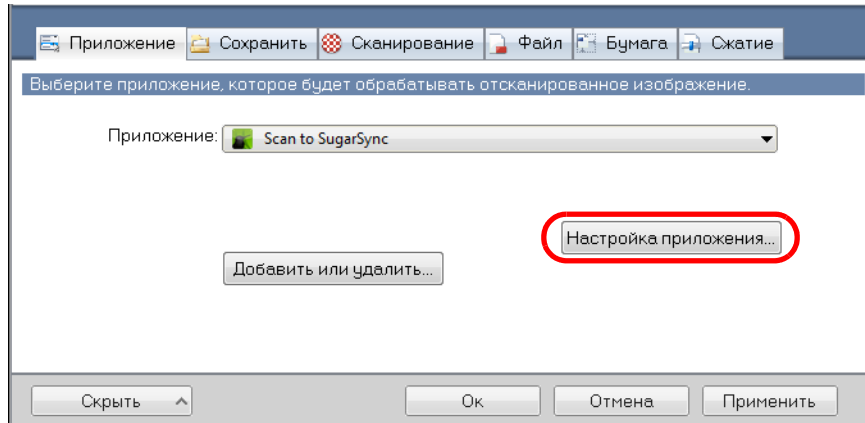 Приложение Сохранить Сканирование Файл Бумага Сжатие
Выберите приложение, которое будет обрабатывать отсканированное изображение.
Приложение: Scan to SugarSync
Настройка приложения...
Добавить или удалить...
Скрыть Ок Отмена Применить